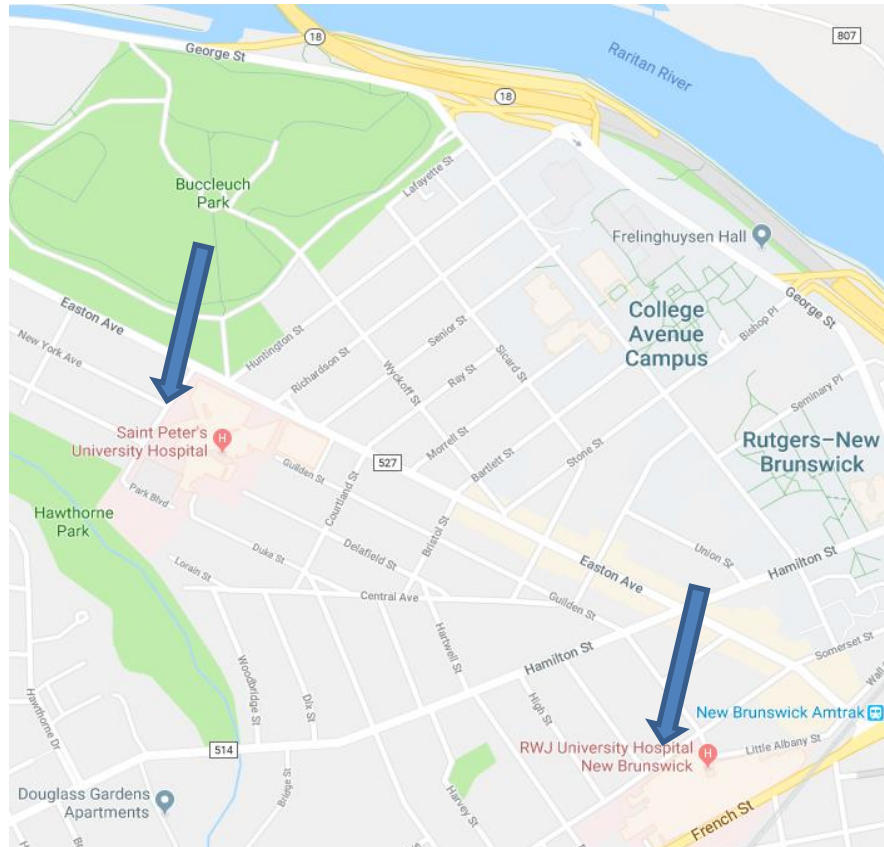 George St
18
807
Raritan River
18
Lafayette St
Buccleuch
Park
Frelinghuysen Hall
Easton Ave
New York Ave
Huntington St
Senior St
College
Avenue
Campus
George St
Bishop Pl
Richardson St
Wyckoff St
Ray St
Sicard St
Seminary Pl
Saint Peter's
University Hospital
H
Morrell St
Bartlett St
Stone St
Rutgers–New
Brunswick
Guilden St
527
Park Blvd
Courtland St
Hawthorne
Park
Bristol St
Duke St
Delafield St
Lorain St
Union St
Hamilton St
Easton Ave
Central Ave
Guilden St
Hartwell St
Hamilton St
Somerset St
Woodbridge St
Dix St
High St
Wall
Hawthorne Dr
New Brunswick Amtrak
514
RWJ University Hospital
New Brunswick
H
Little Albany St
Douglass Gardens
Apartments
Bridge St
Harvey St
French St